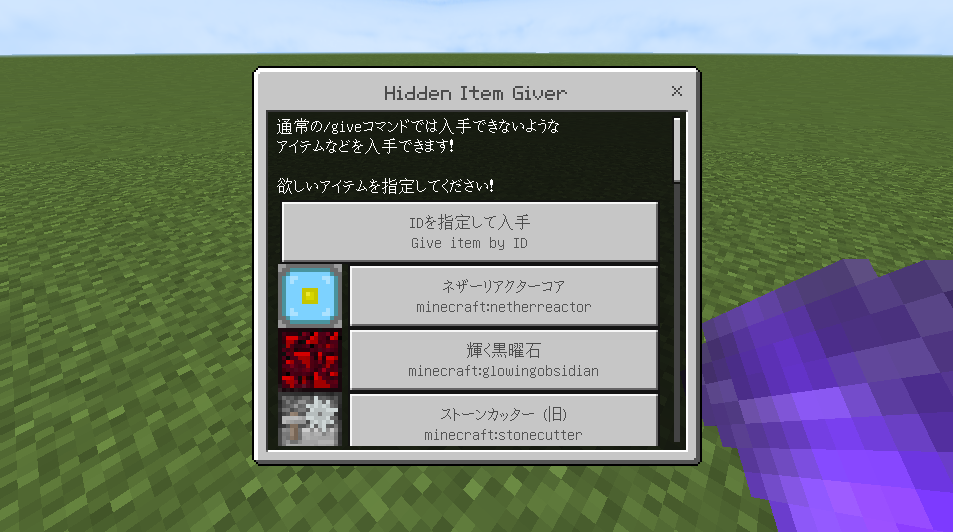 Hidden Item Giver
通常の/giveコマンドでは入手できないような
アイテムなどを入手できます!
欲しいアイテムを指定してください!
IDを指定して入手
Give item by ID
ネザーリアクターコア
minecraft:netherreactor
輝く黒曜石
minecraft:glowingobsidian
ストーンカッター (旧)
minecraft:stonecutter